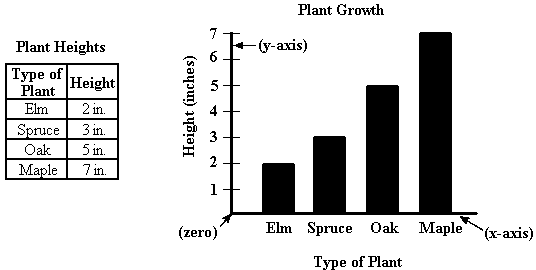 Plant Heights
Type of Plant Height
Elm 2 in.
Spruce 3 in.
Oak 5 in.
Maple 7 in.
Plant Growth
(y-axis)
Height (inches)
7
6
5
4
3
2
1
(zero)
Elm Spruce Oak Maple
(x-axis)
Type of Plant